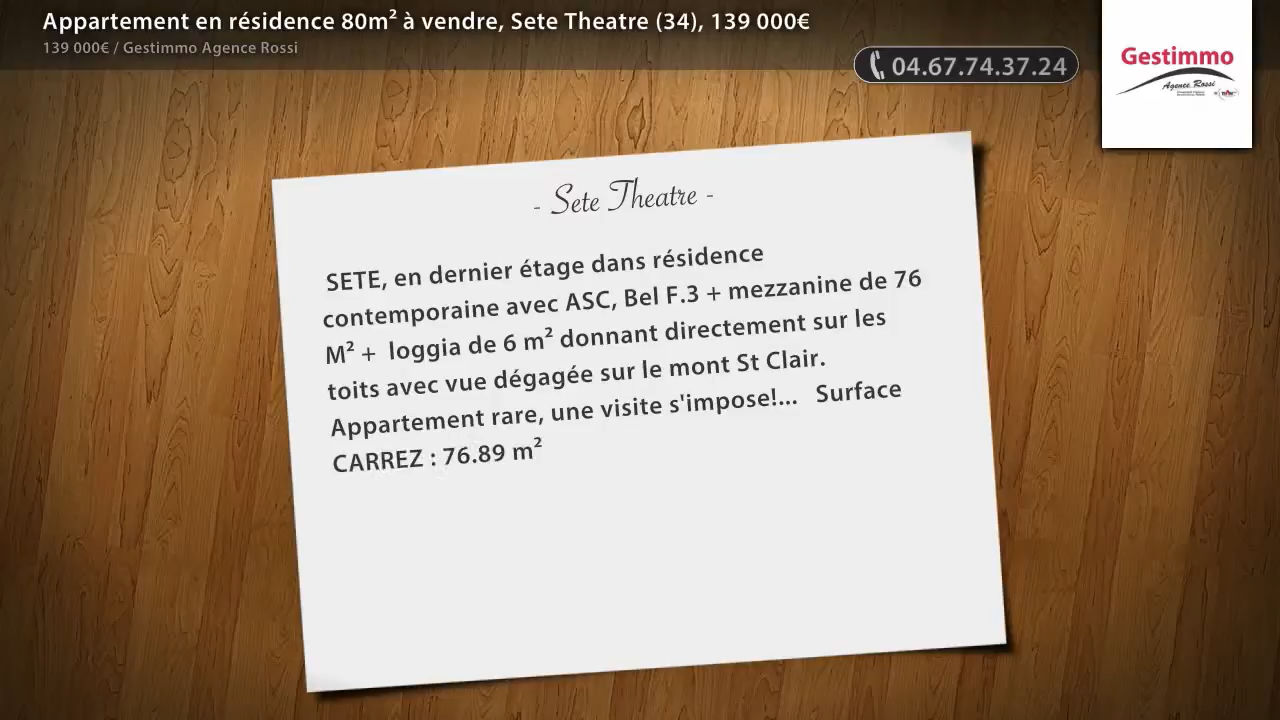 Appartement en résidence 80m² à vendre, Sete Theatre (34), 139 000€
139 000€ / Gestimmo Agence Rossi
04.67.74.37.24
Gestimmo
Agence Rossi
- Sete Theatre -
SETE, en dernier étage dans résidence
contemporaine avec ASC, Bel F.3 + mezzanine de 76
M² +  loggia de 6 m² donnant directement sur les
toits avec vue dégagée sur le mont St Clair.
Appartement rare, une visite s'impose!...   Surface
CARREZ : 76.89 m²